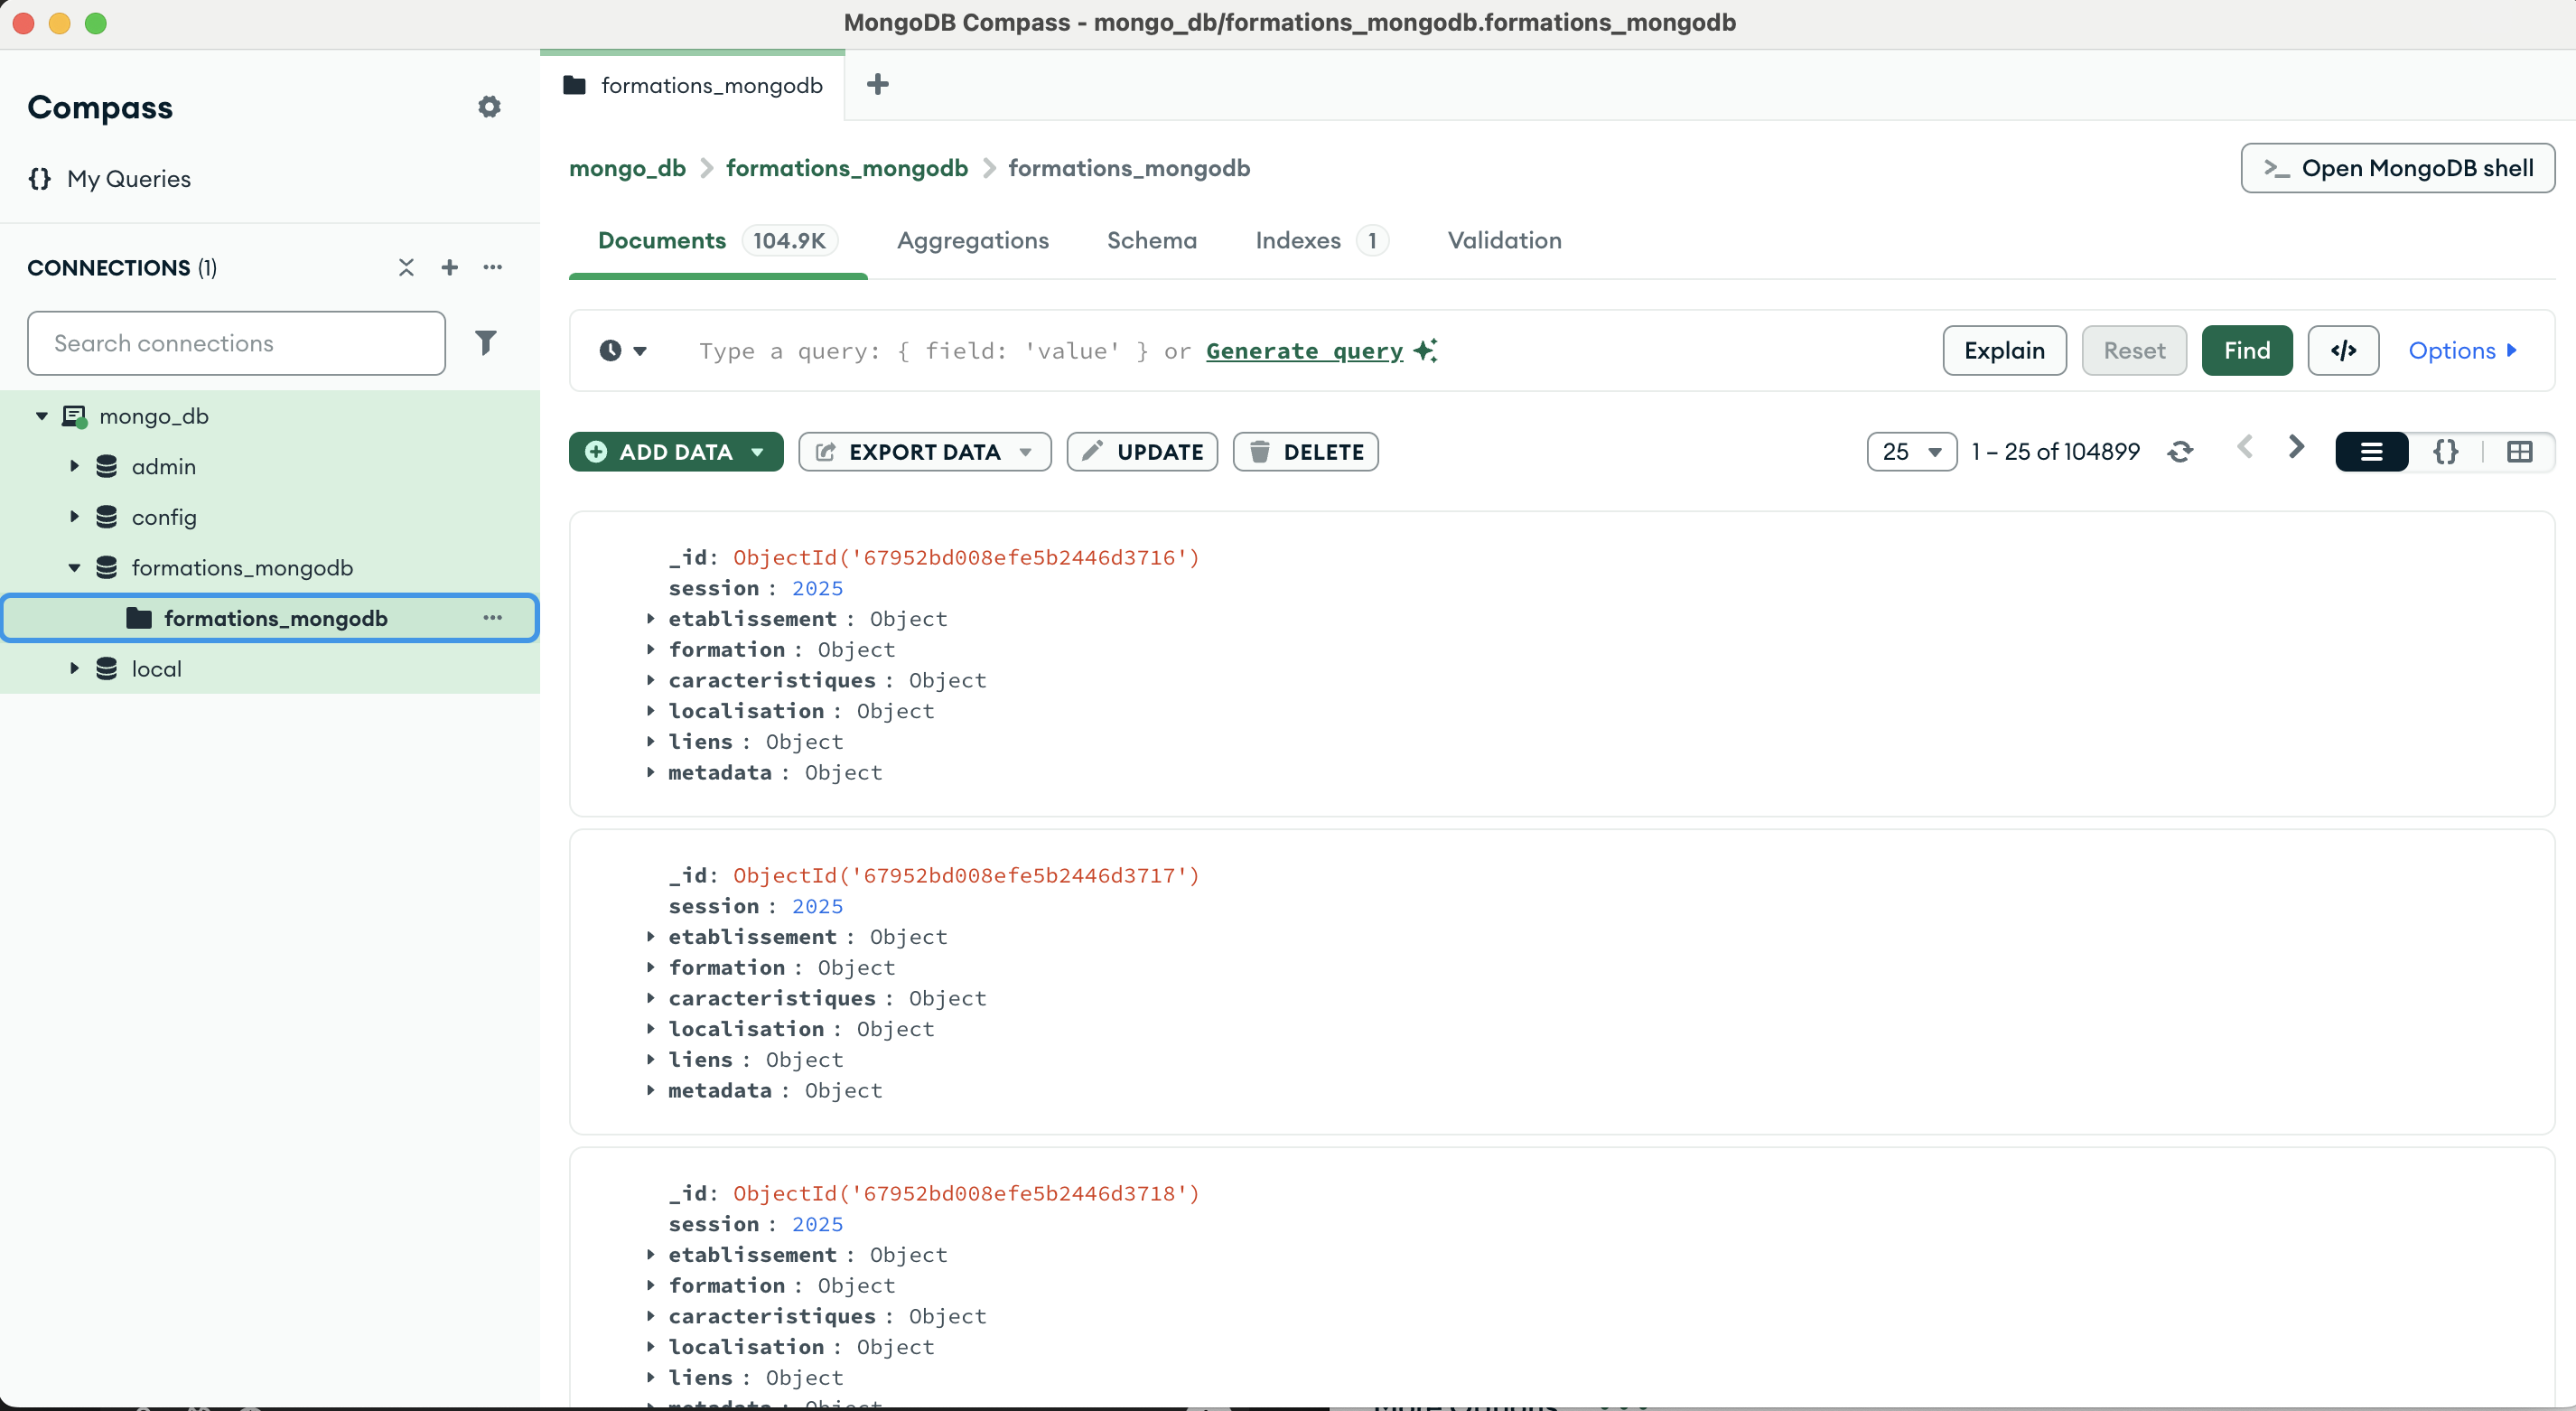 MongoDB Compass - mongo_db/formations_mongodb.formations_mongodb
Compass
{} My Queries
CONNECTIONS (1)
Search connections
mongo_db
admin
config
formations_mongodb
formations_mongodb
local
formations_mongodb
mongo_db > formations_mongodb > formations_mongodb
>_ Open MongoDB shell
Documents 104.9K Aggregations Schema Indexes 1 Validation
Type a query: { field: 'value' } or Generate query
Explain Reset Find </> Options
ADD DATA EXPORT DATA UPDATE DELETE
25 1 – 25 of 104899 {}
_id: ObjectId('67952bd008efe5b2446d3716')
session : 2025
etablissement : Object
formation : Object
caracteristiques : Object
localisation : Object
liens : Object
metadata : Object
_id: ObjectId('67952bd008efe5b2446d3717')
session : 2025
etablissement : Object
formation : Object
caracteristiques : Object
localisation : Object
liens : Object
metadata : Object
_id: ObjectId('67952bd008efe5b2446d3718')
session : 2025
etablissement : Object
formation : Object
caracteristiques : Object
localisation : Object
liens : Object
metadata : Object